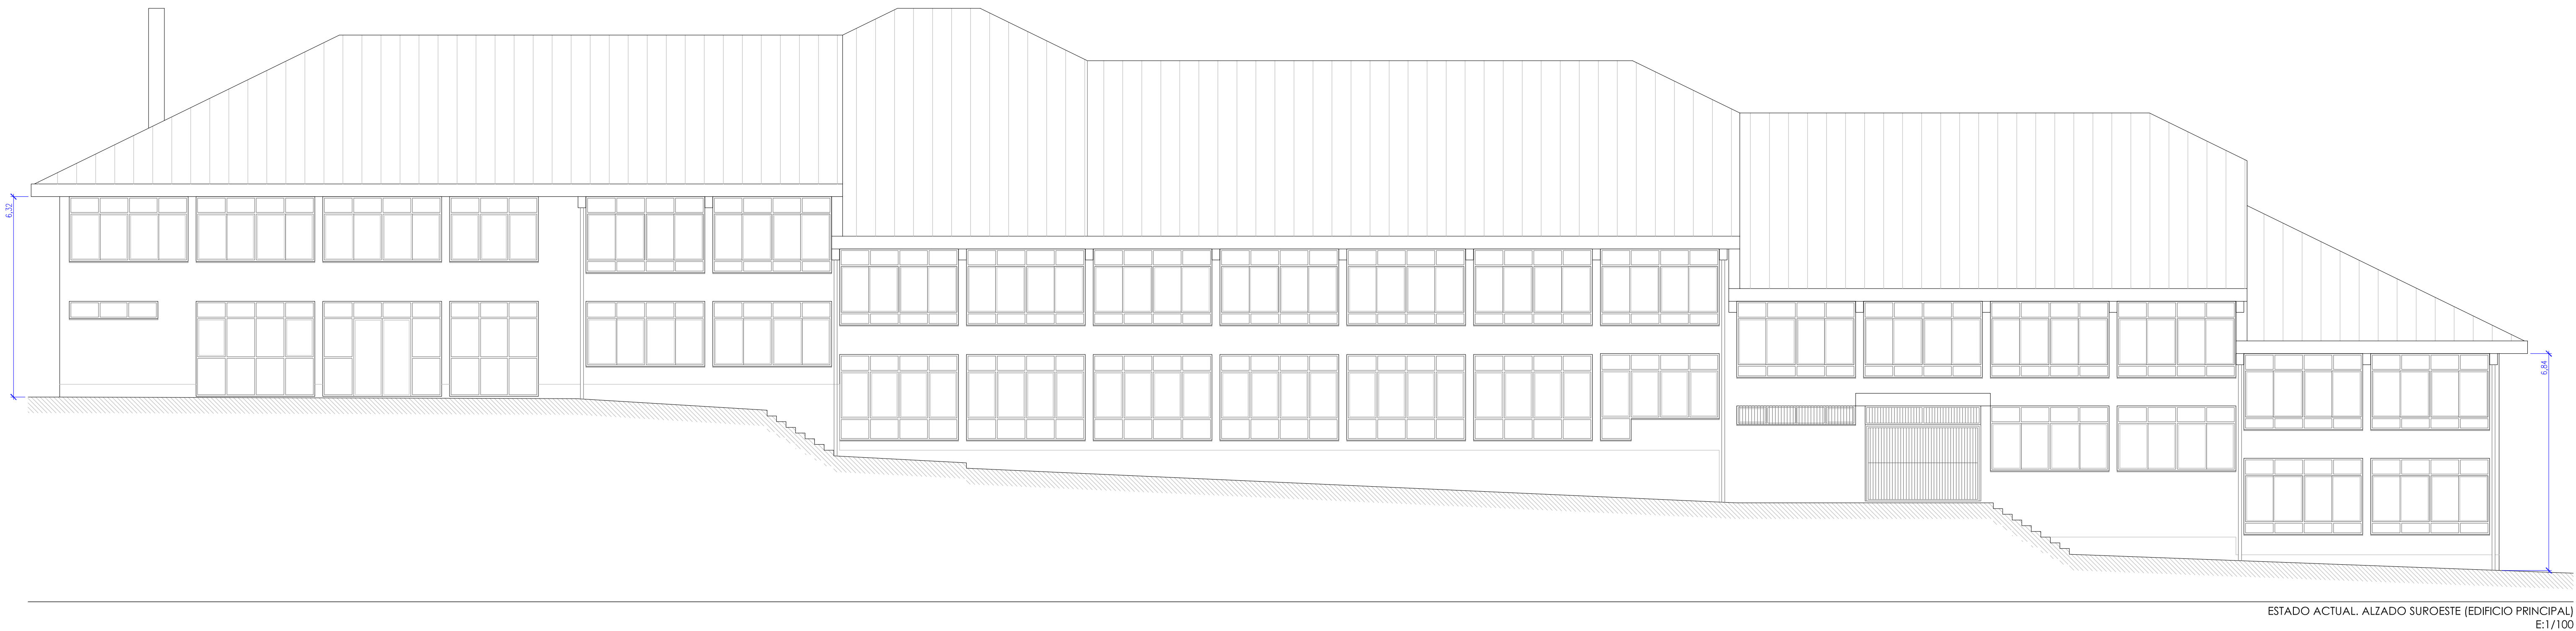 6,32
6,84
ESTADO ACTUAL. ALZADO SUROESTE (EDIFICIO PRINCIPAL)
E:1/100